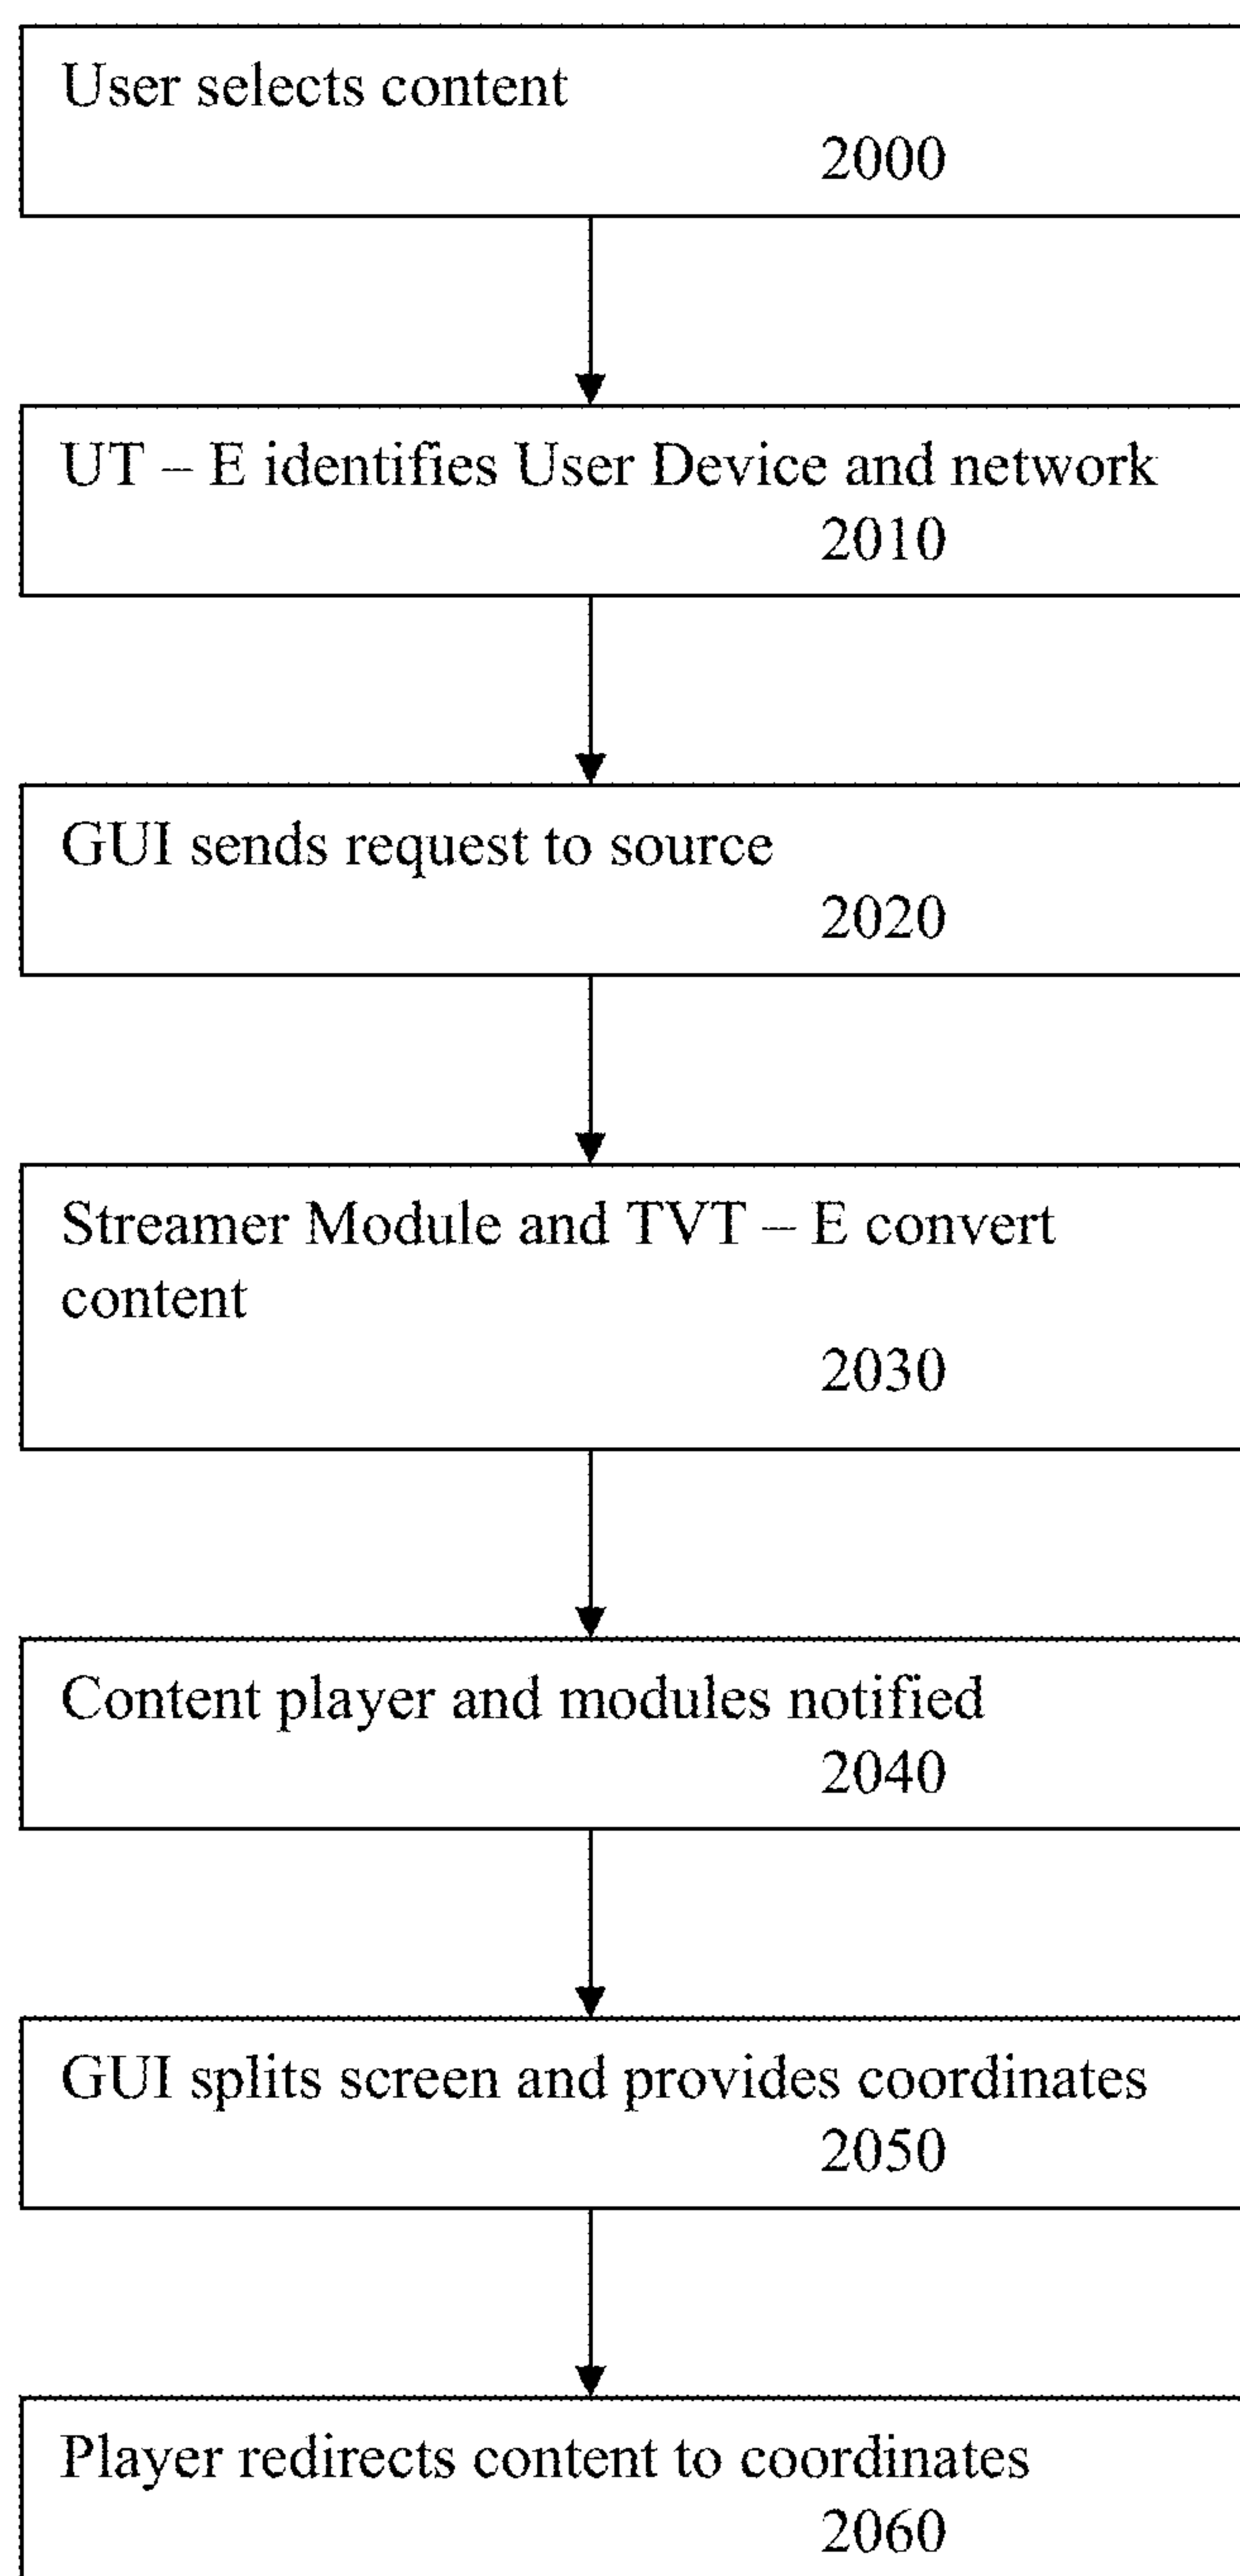 User selects content
2000
UT – E identifies User Device and network
2010
GUI sends request to source
2020
Streamer Module and TVT – E convert
content
2030
Content player and modules notified
2040
GUI splits screen and provides coordinates
2050
Player redirects content to coordinates
2060